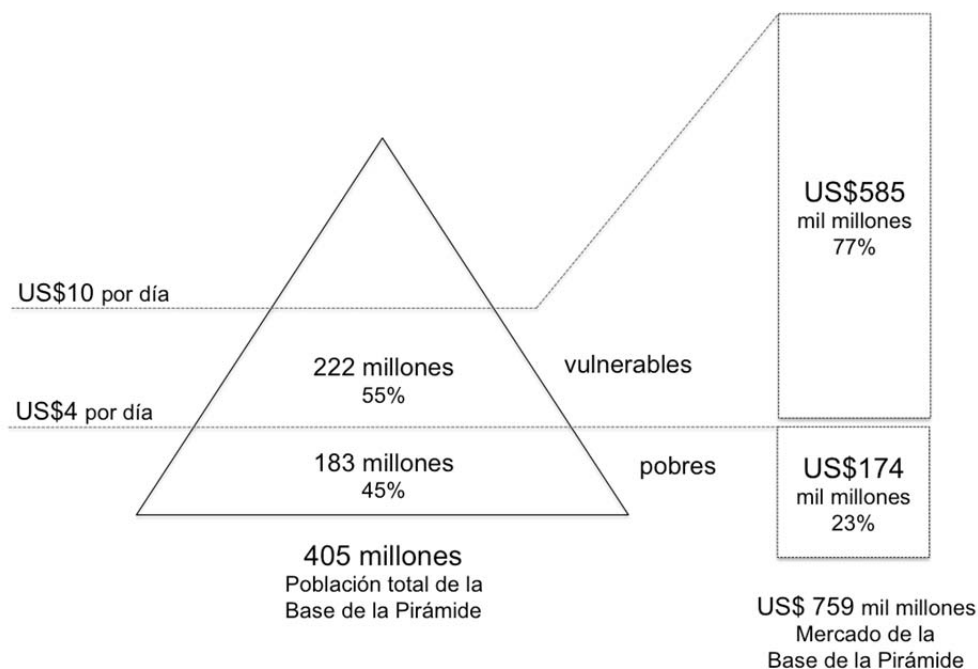 US$585
mil millones
77%
US$10 por día
222 millones
55%
vulnerables
US$4 por día
183 millones
45%
pobres
US$174
mil millones
23%
405 millones
Población total de la
Base de la Pirámide
US$ 759 mil millones
Mercado de la
Base de la Pirámide